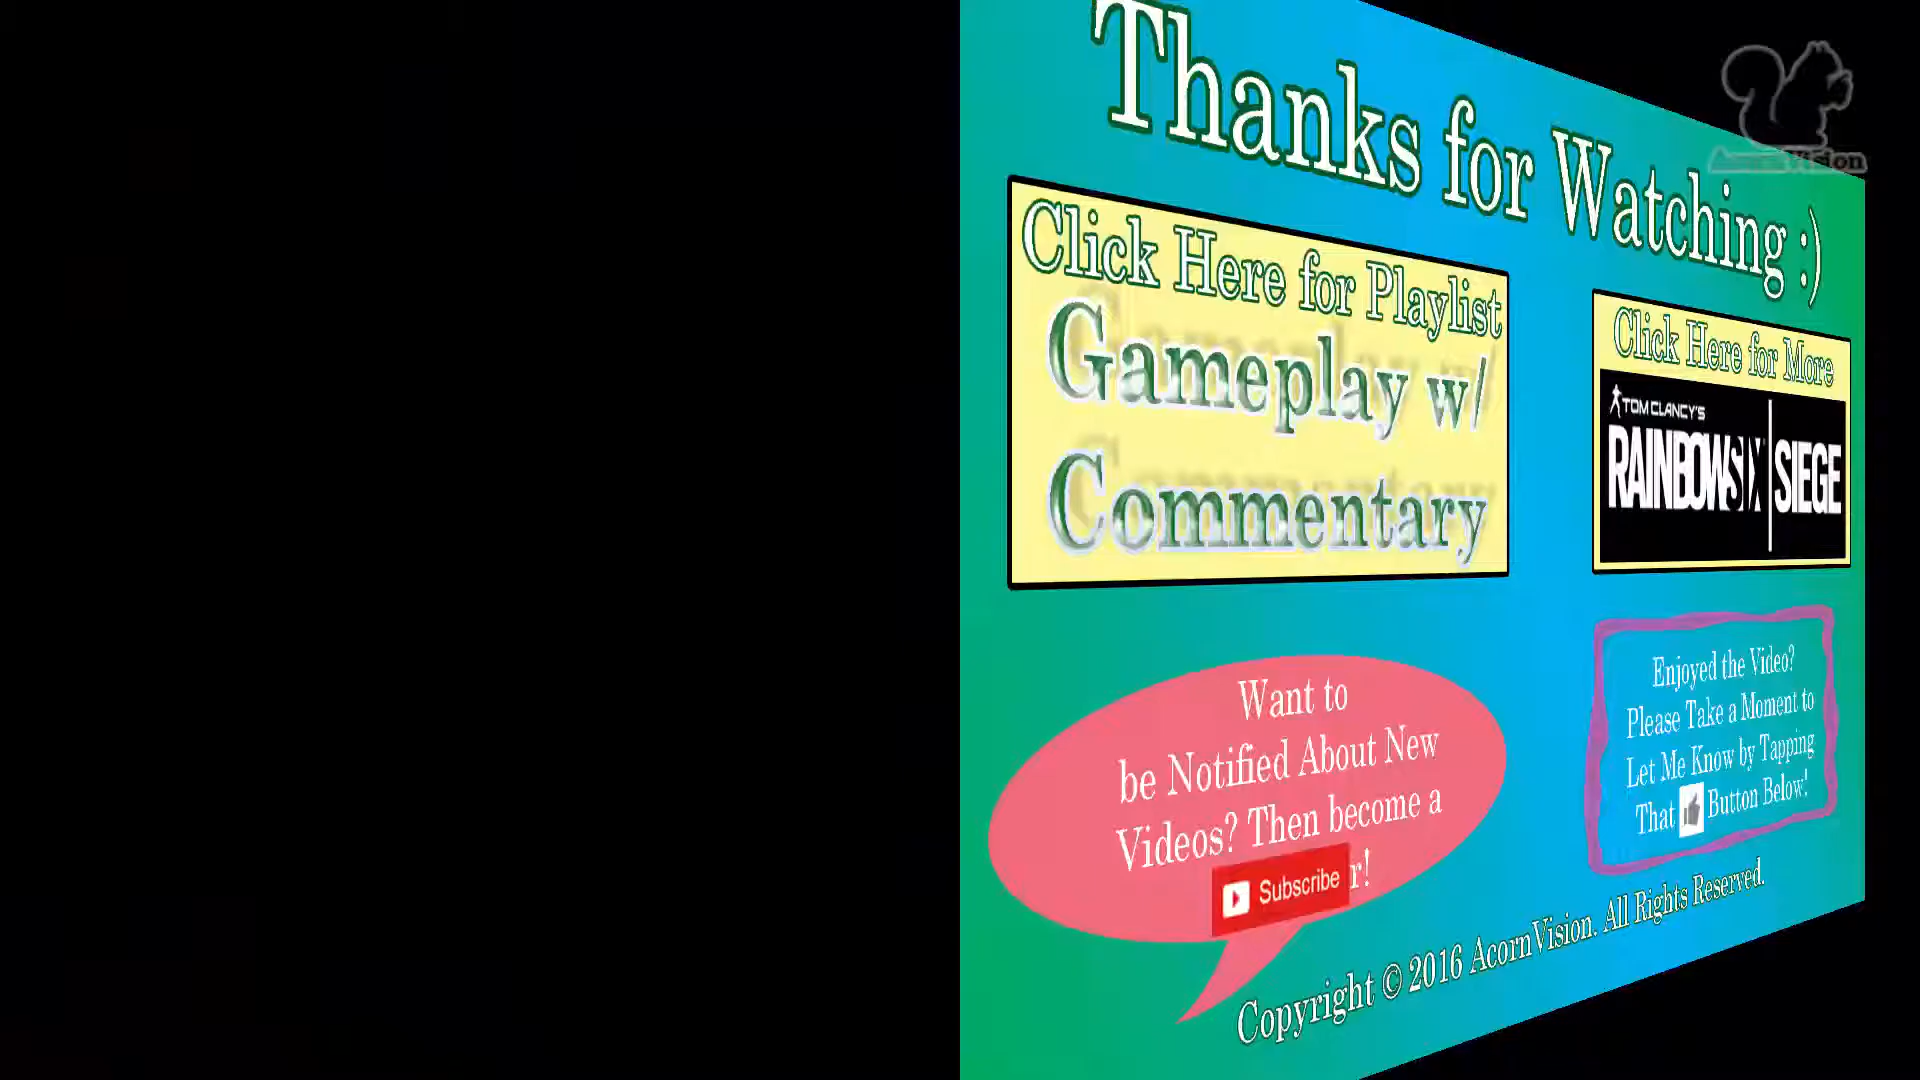 Thanks for Watching :)
AcornVision
Click Here for Playlist
Gameplay w/
Commentary
Click Here for More
TOM CLANCY'S
RAINBOW SIX | SIEGE
Want to
be Notified About New
Videos? Then become a
Subscribe r!
Enjoyed the Video?
Please Take a Moment to
Let Me Know by Tapping
That Button Below!
Copyright © 2016 AcornVision. All Rights Reserved.